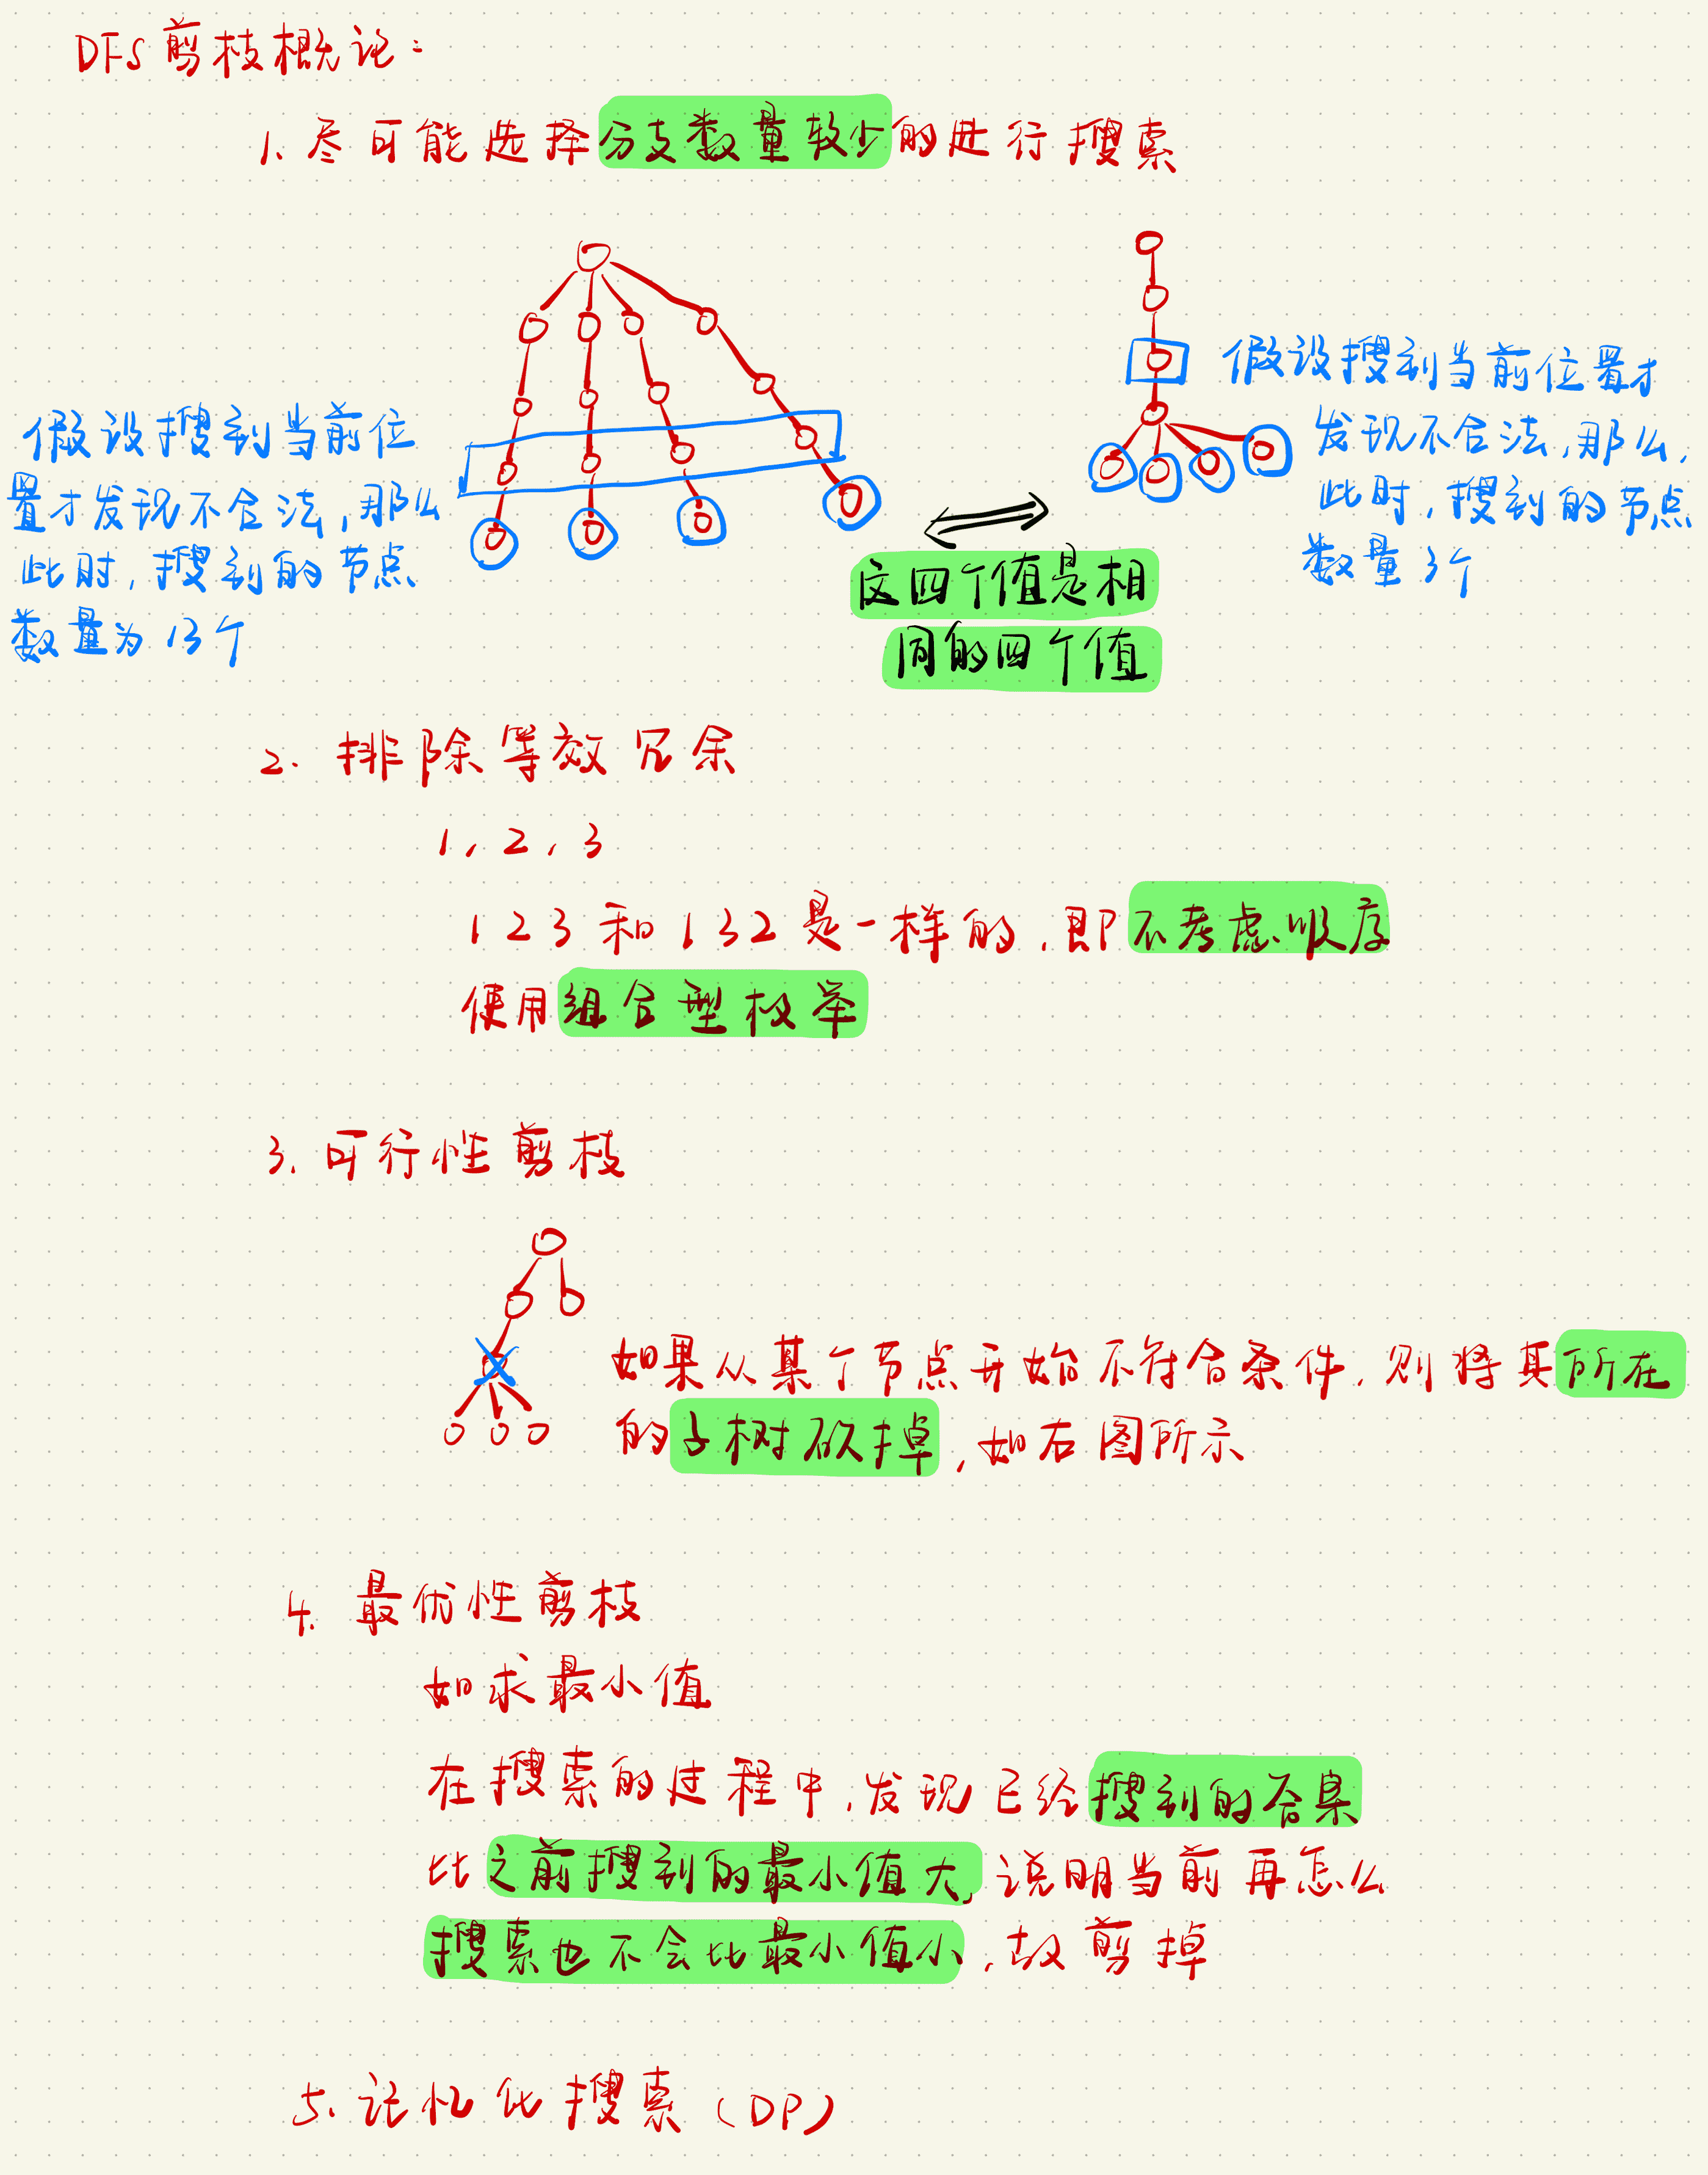 DFS剪枝概论：
1、尽可能选择分支数量较少的进行搜索
假设搜到当前位
置才发现不合法，那么
此时，搜到的节点
数量为13个
假设搜到当前位置才
发现不合法，那么，
此时，搜到的节点
数量3个
这四个值是相
同的四个值
2. 排除等效冗余
1，2，3
123和132是一样的，即不考虑顺序
使用组合型枚举
3、可行性剪枝
如果从某个节点开始不符合条件，则将其所在
的子树砍掉，如右图所示
4. 最优性剪枝
如求最小值
在搜索的过程中，发现已经搜到的答案
比之前搜到的最小值大，说明当前再怎么
搜索也不会比最小值小，故剪掉
5、记忆化搜索（DP）